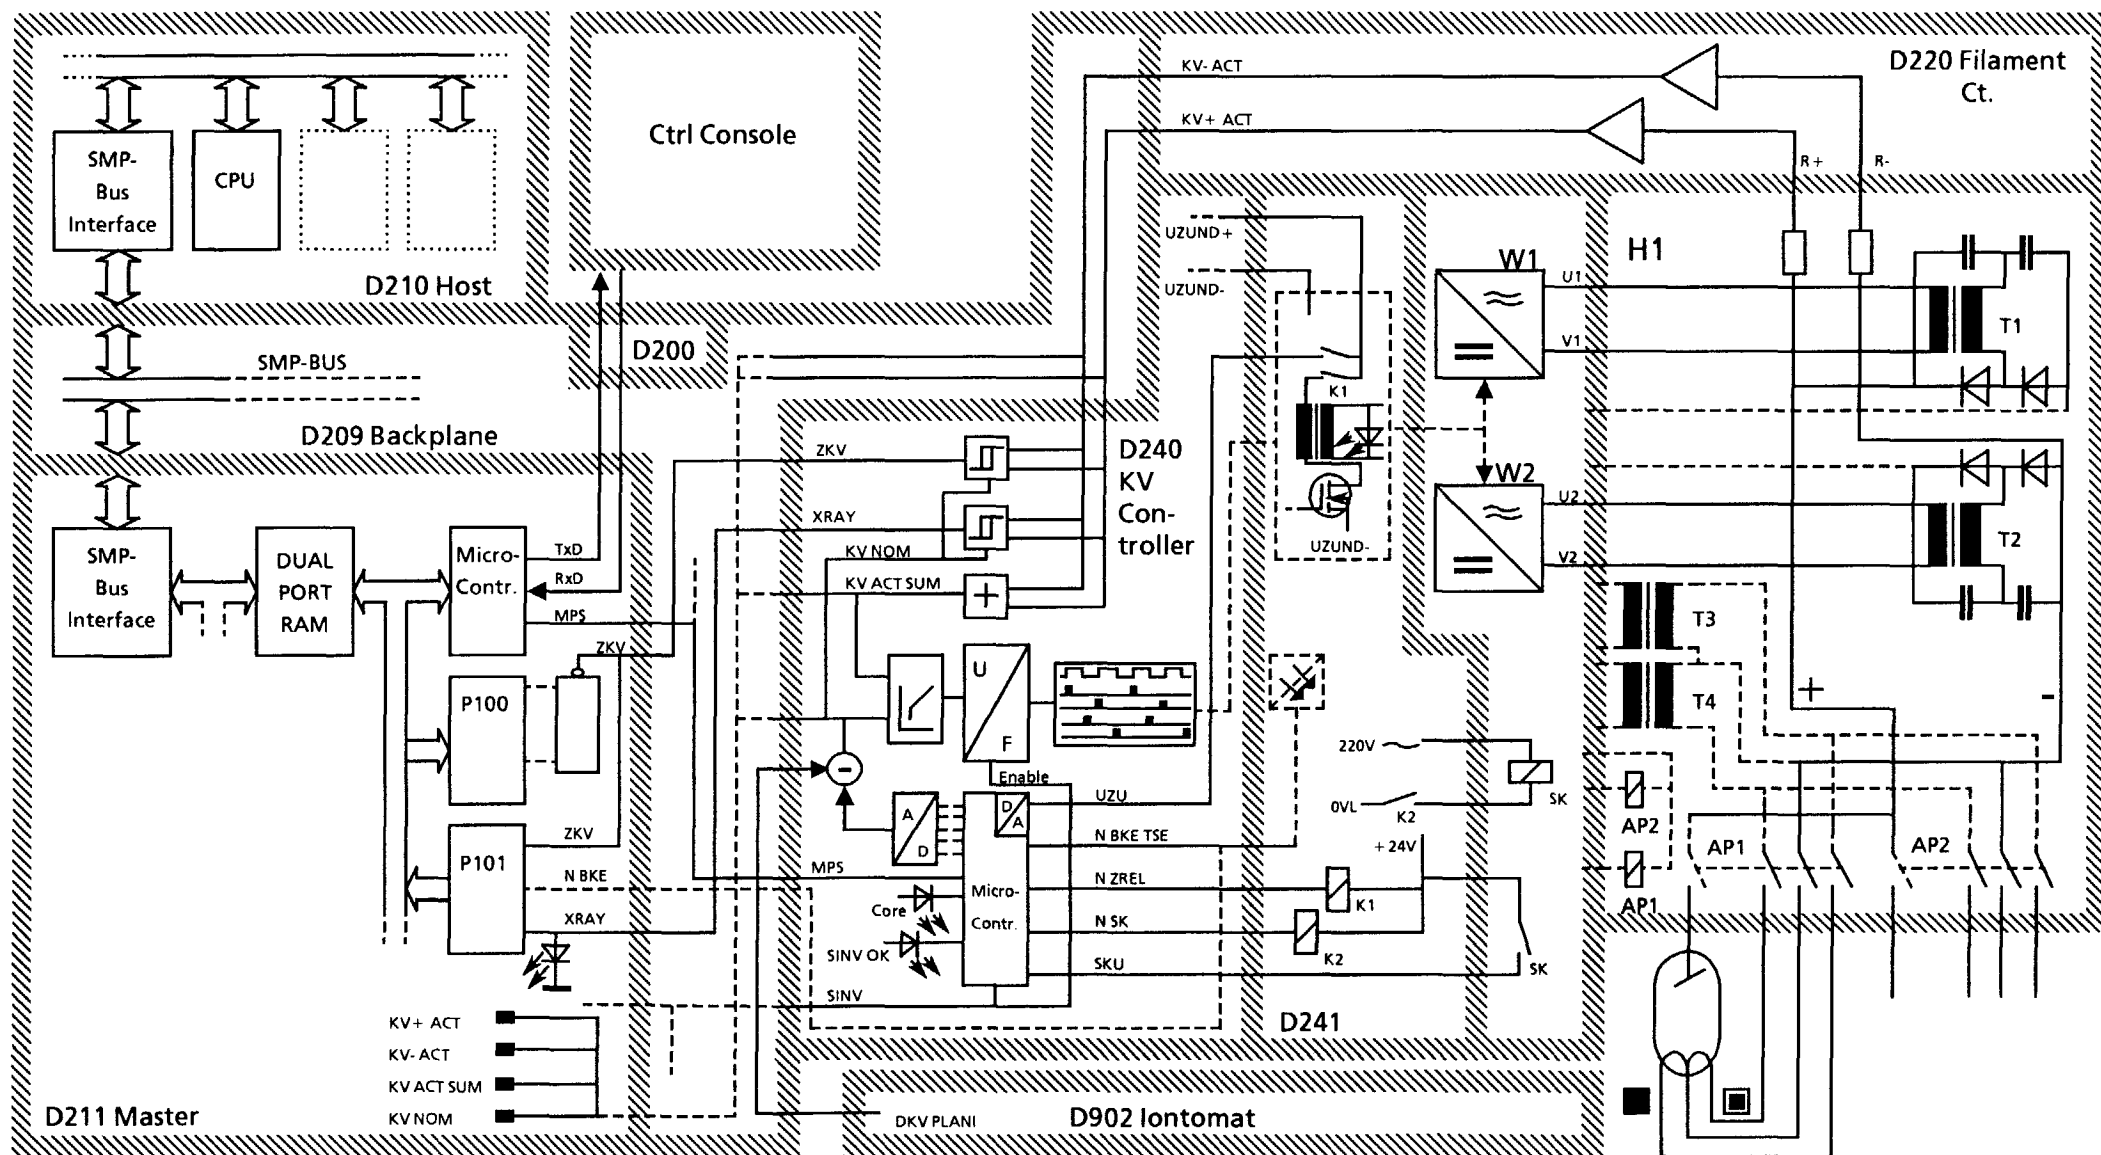 SMP-
Bus
Interface
CPU
D210 Host
Ctrl Console
D200
KV- ACT
KV+ ACT
D220 Filament
Ct.
R+
R-
SMP-BUS
D209 Backplane
UZUND+
UZUND-
K1
UZUND-
W1
W2
U1
V1
U2
V2
H1
T1
T2
T3
T4
+
-
D240
KV
Con-
troller
ZKV
XRAY
KV NOM
KV ACT SUM
+
SMP-
Bus
Interface
DUAL
PORT
RAM
Micro-
Contr.
TxD
RxD
MPS
ZKV
P100
P101
ZKV
N BKE
XRAY
U
F
Enable
-
A
D
D
A
Micro-
Contr.
MPS
Core
SINV OK
SINV
UZU
N BKE TSE
N ZREL
N SK
SKU
220V
0VL
K2
SK
+24V
K1
K2
SK
D241
AP2
AP1
AP1
AP2
KV+ ACT
KV- ACT
KV ACT SUM
KV NOM
D211 Master
DKV PLANI
D902 Iontomat